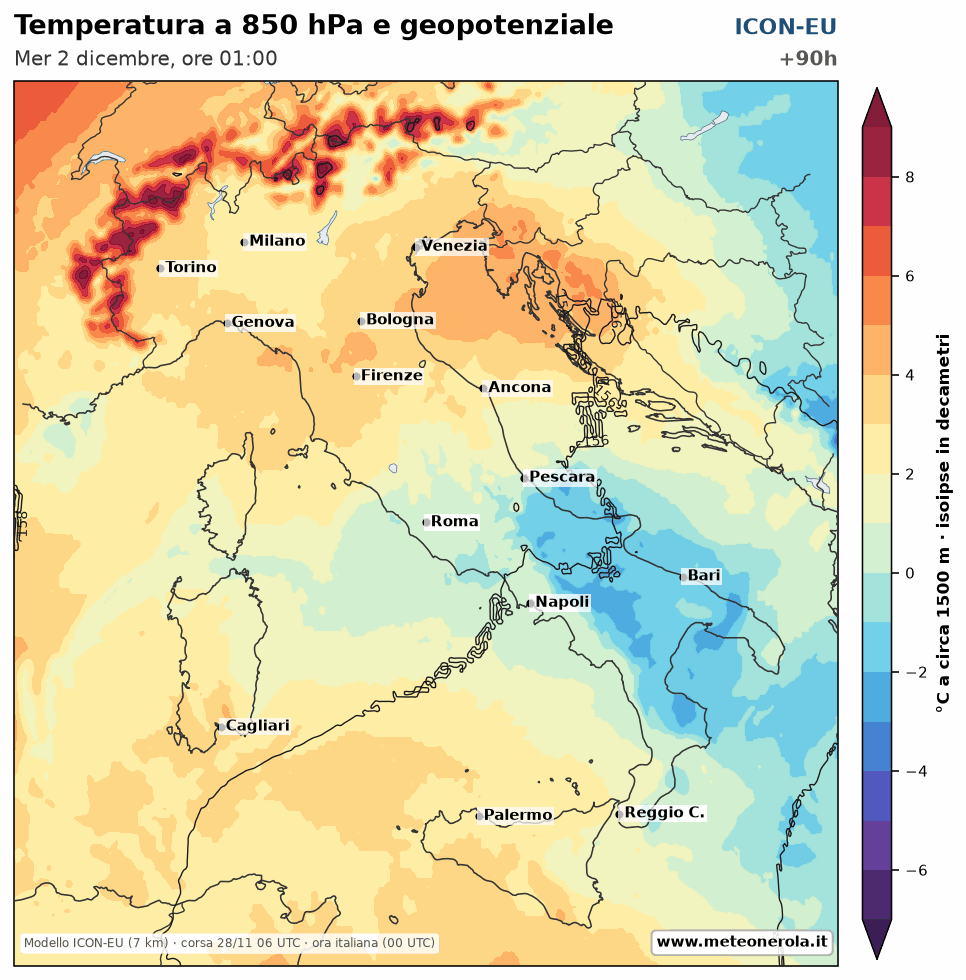 Temperatura a 850 hPa e geopotenziale
ICON-EU
Mer 2 dicembre, ore 01:00
+90h
Milano
Venezia
Torino
Genova
Bologna
Firenze
Ancona
Pescara
Roma
Bari
Napoli
Cagliari
Palermo
Reggio C.
158
156
8
6
4
2
0
−2
−4
−6
°C a circa 1500 m · isoipse in decametri
Modello ICON-EU (7 km) · corsa 28/11 06 UTC · ora italiana (00 UTC)
www.meteonerola.it